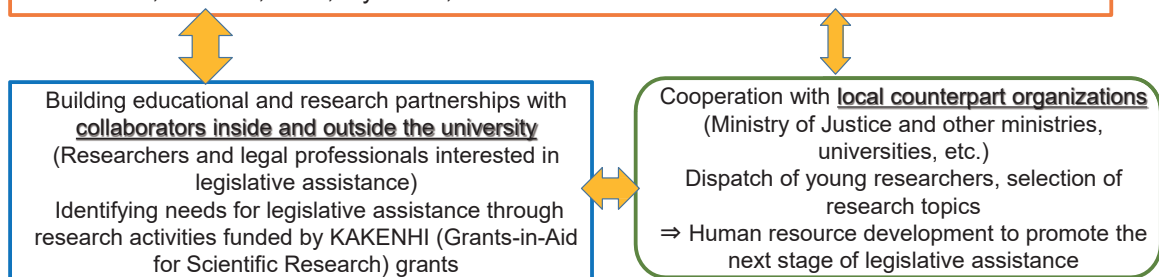 Building educational and research partnerships with
collaborators inside and outside the university
(Researchers and legal professionals interested in
legislative assistance)
Identifying needs for legislative assistance through
research activities funded by KAKENHI (Grants-in-Aid
for Scientific Research) grants
Cooperation with local counterpart organizations
(Ministry of Justice and other ministries,
universities, etc.)
Dispatch of young researchers, selection of
research topics
⇒ Human resource development to promote the
next stage of legislative assistance